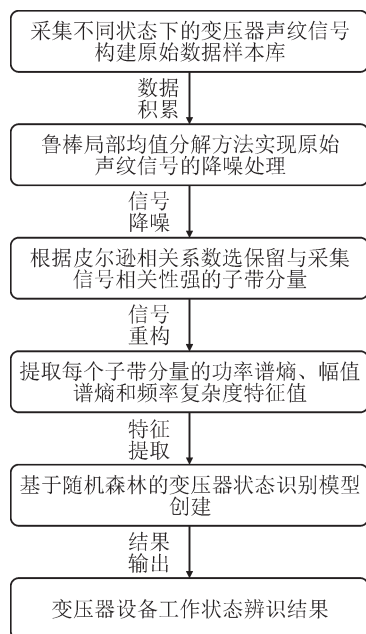 采集不同状态下的变压器声纹信号
构建原始数据样本库
数据
积累
鲁棒局部均值分解方法实现原始
声纹信号的降噪处理
信号
降噪
根据皮尔逊相关系数选保留与采集
信号相关性强的子带分量
信号
重构
提取每个子带分量的功率谱熵、幅值
谱熵和频率复杂度特征值
特征
提取
基于随机森林的变压器状态识别模型
创建
结果
输出
变压器设备工作状态辨识结果